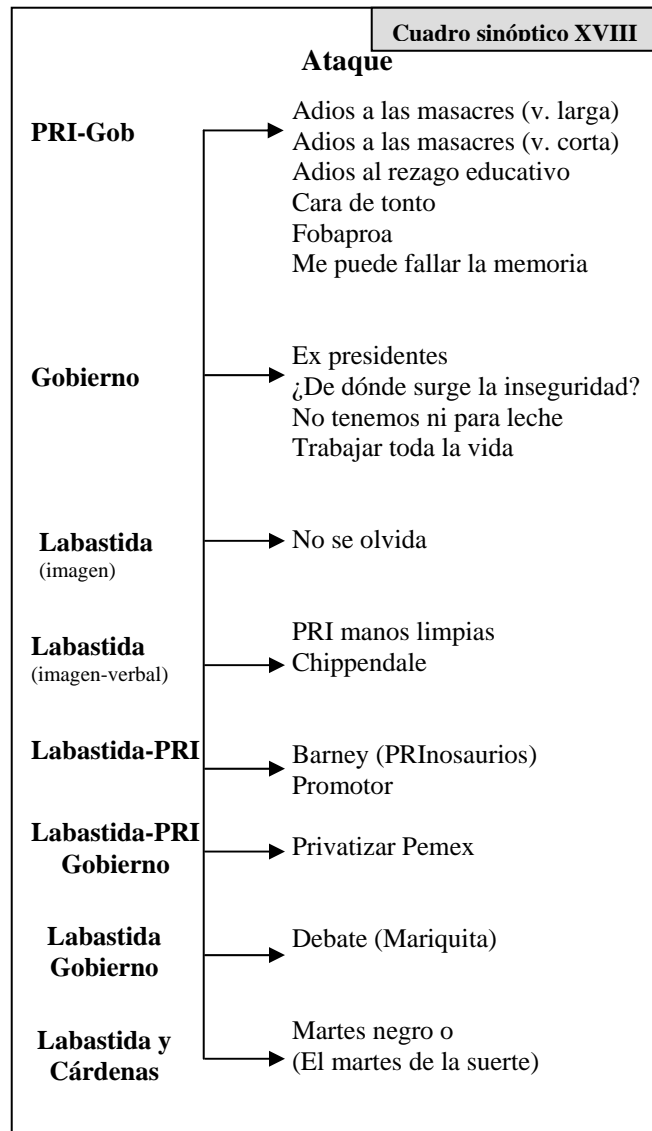 Cuadro sinóptico XVIII
Ataque
PRI-Gob
Adios a las masacres (v. larga)
Adios a las masacres (v. corta)
Adios al rezago educativo
Cara de tonto
Fobaproa
Me puede fallar la memoria
Gobierno
Ex presidentes
¿De dónde surge la inseguridad?
No tenemos ni para leche
Trabajar toda la vida
Labastida
(imagen)
No se olvida
Labastida
(imagen-verbal)
PRI manos limpias
Chippendale
Labastida-PRI
Barney (PRInosaurios)
Promotor
Labastida-PRI
Gobierno
Privatizar Pemex
Labastida
Gobierno
Debate (Mariquita)
Labastida y
Cárdenas
Martes negro o
(El martes de la suerte)